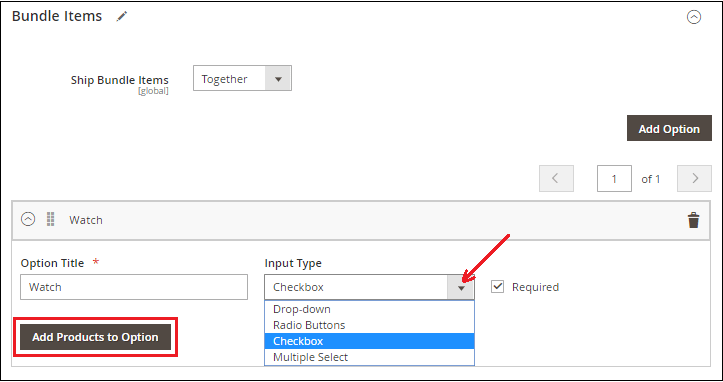 Bundle Items
Ship Bundle Items
[global]
Together
Add Option
1 of 1
Watch
Option Title *
Input Type
Watch
Checkbox
Required
Drop-down
Radio Buttons
Checkbox
Multiple Select
Add Products to Option